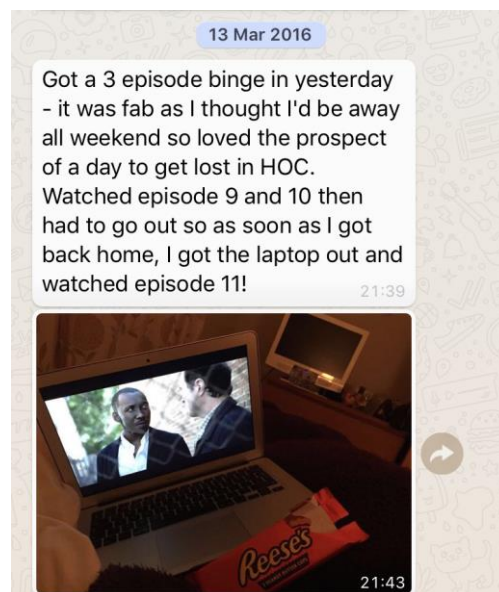 13 Mar 2016
Got a 3 episode binge in yesterday
- it was fab as I thought I'd be away
all weekend so loved the prospect
of a day to get lost in HOC.
Watched episode 9 and 10 then
had to go out so as soon as I got
back home, I got the laptop out and
watched episode 11!
21:39
Reese's
21:43